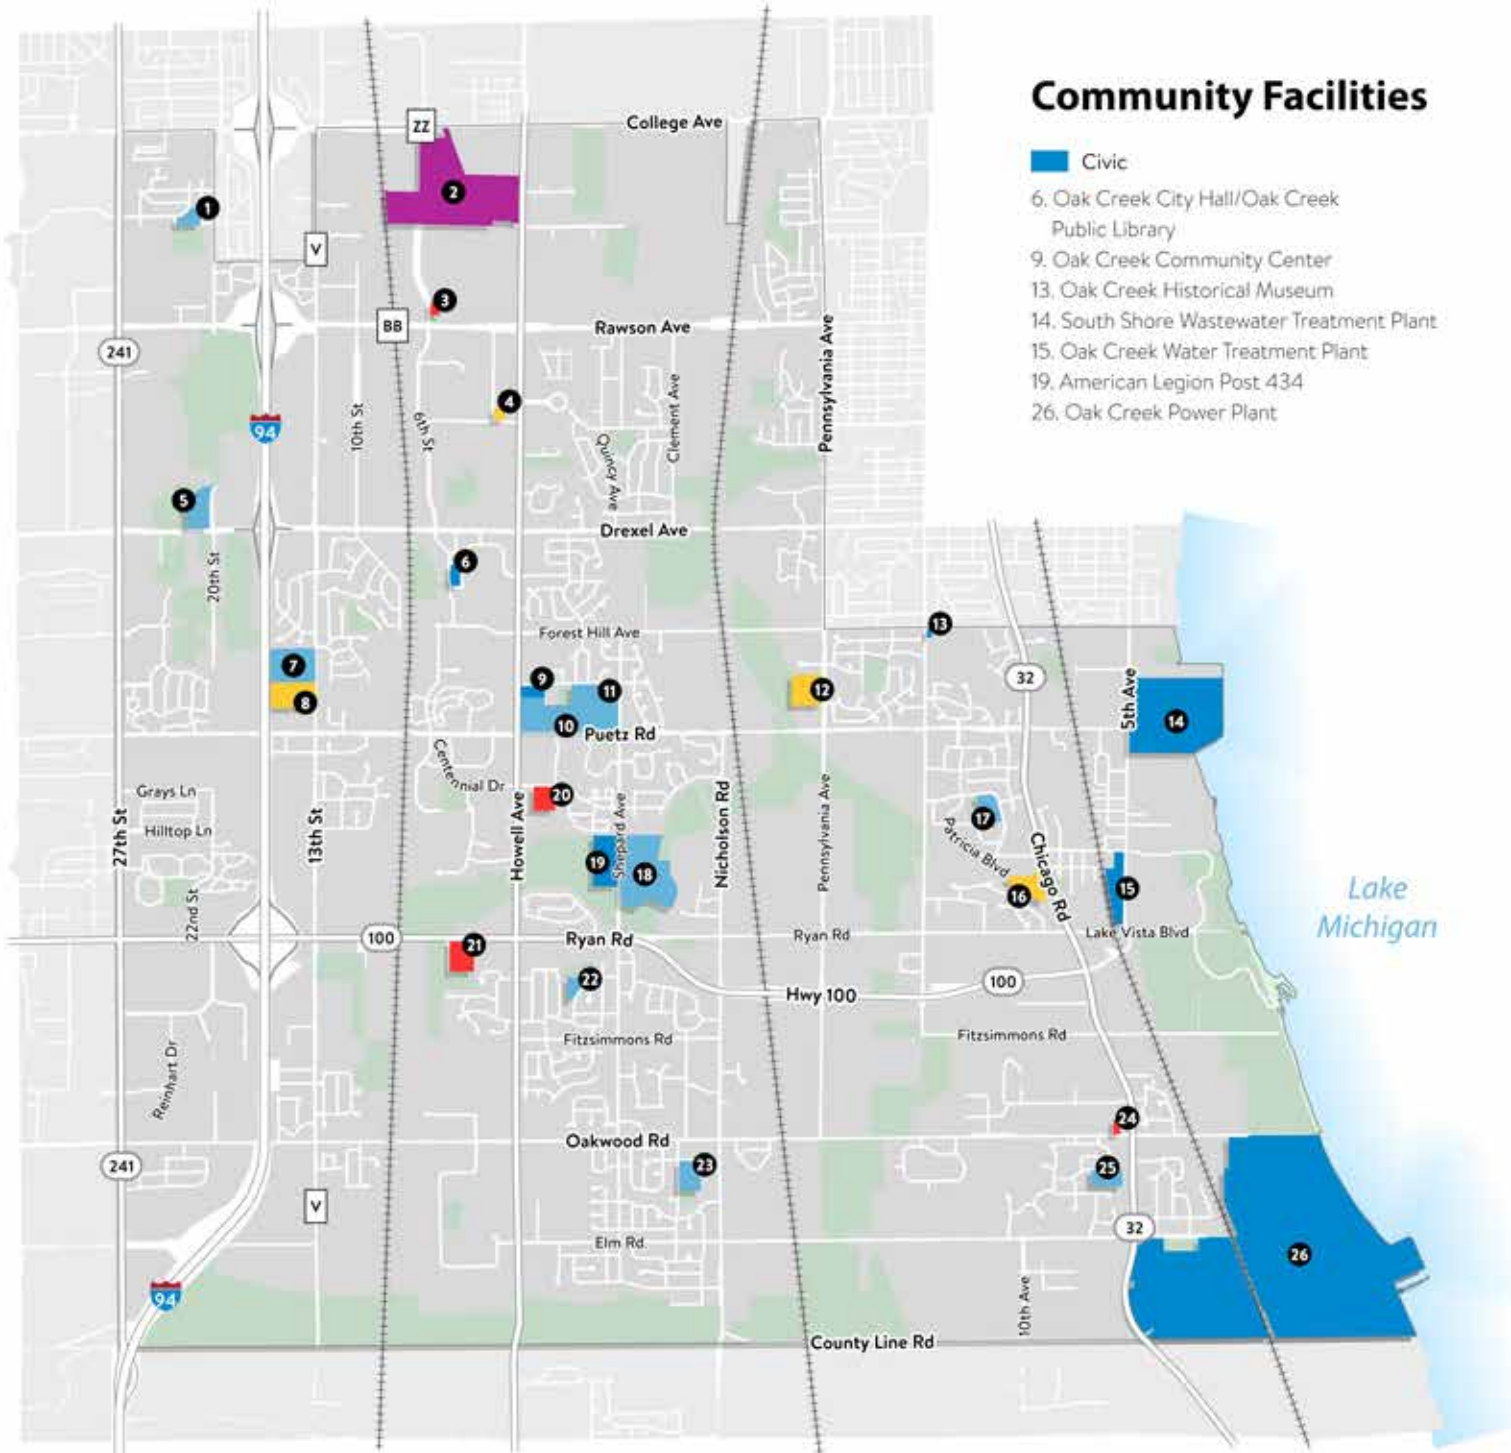 Community Facilities
Civic
6. Oak Creek City Hall/Oak Creek
Public Library
9. Oak Creek Community Center
13. Oak Creek Historical Museum
14. South Shore Wastewater Treatment Plant
15. Oak Creek Water Treatment Plant
19. American Legion Post 434
26. Oak Creek Power Plant
ZZ
College Ave
2
1
V
3
BB
Rawson Ave
241
Pennsylvania Ave
94
10th St
6th St
4
Quincy Ave
Clement Ave
5
Drexel Ave
20th St
6
Forest Hill Ave
13
7
8
9
11
10
Puetz Rd
12
32
5th Ave
14
Centennial Dr
Grays Ln
Hilltop Ln
27th St
13th St
22nd St
20
Howell Ave
Shepard Ave
Nicholson Rd
Pennsylvania Ave
19
18
17
Patricia Blvd
Chicago Rd
16
15
Lake
Michigan
100
21
Ryan Rd
Ryan Rd
Lake Vista Blvd
22
Hwy 100
100
Fitzsimmons Rd
Fitzsimmons Rd
Reinhart Dr
24
Oakwood Rd
241
23
25
V
32
Elm Rd
26
94
10th Ave
County Line Rd